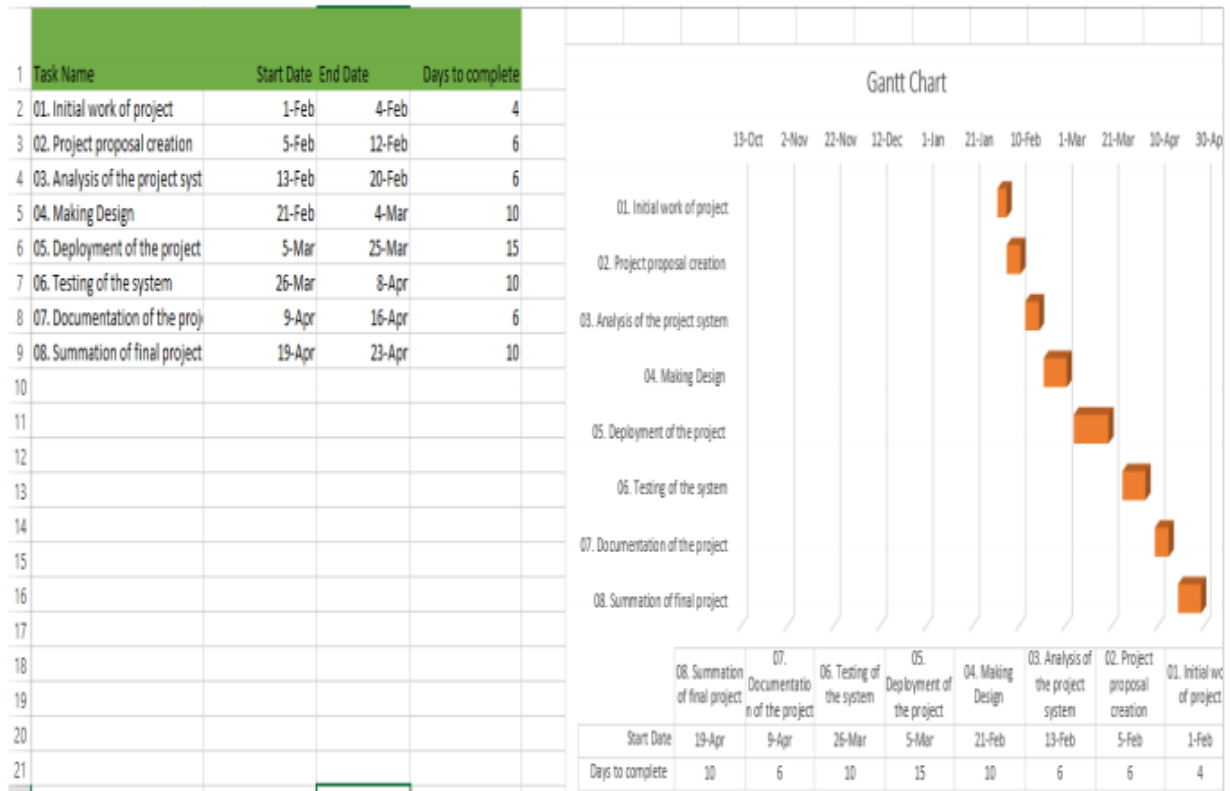 1 Task Name Start Date End Date Days to complete
2 01. Initial work of project 1-Feb 4-Feb 4
3 02. Project proposal creation 5-Feb 12-Feb 6
4 03. Analysis of the project syst 13-Feb 20-Feb 6
5 04. Making Design 21-Feb 4-Mar 10
6 05. Deployment of the project 5-Mar 25-Mar 15
7 06. Testing of the system 26-Mar 8-Apr 10
8 07. Documentation of the proj 9-Apr 16-Apr 6
9 08. Summation of final project 19-Apr 23-Apr 10
10
11
12
13
14
15
16
17
18
19
20
21
Gantt Chart
13-Oct 2-Nov 22-Nov 12-Dec 1-Jan 21-Jan 10-Feb 1-Mar 21-Mar 10-Apr 30-Ap
01. Initial work of project
02. Project proposal creation
03. Analysis of the project system
04. Making Design
05. Deployment of the project
06. Testing of the system
07. Documentation of the project
08. Summation of final project
08. Summation
of final project
07.
Documentatio
n of the project
06. Testing of
the system
05.
Deployment of
the project
04. Making
Design
03. Analysis of
the project
system
02. Project
proposal
creation
01. Initial wo
of project
Start Date 19-Apr 9-Apr 26-Mar 5-Mar 21-Feb 13-Feb 5-Feb 1-Feb
Days to complete 10 6 10 15 10 6 6 4